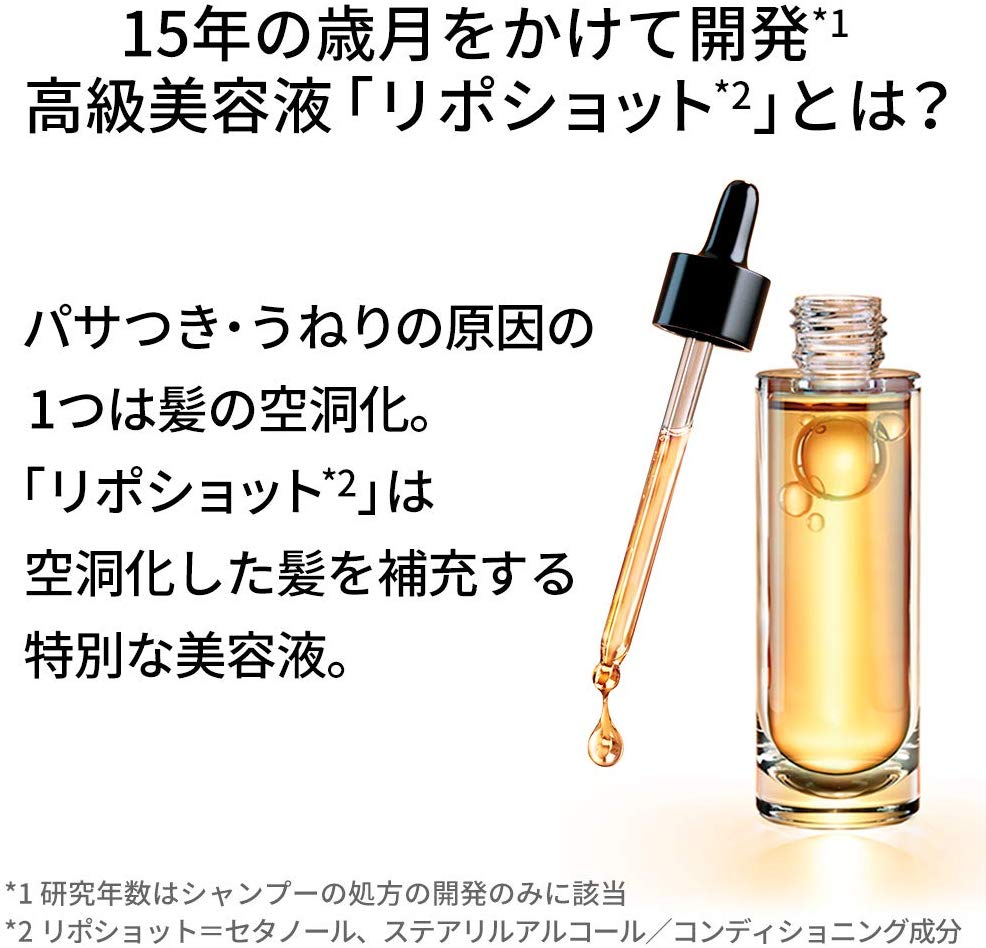 15年の歳月をかけて開発*1
高級美容液「リポショット*2」とは？
パサつき・うねりの原因の
1つは髪の空洞化。
「リポショット*2」は
空洞化した髪を補充する
特別な美容液。
*1 研究年数はシャンプーの処方の開発のみに該当
*2 リポショット＝セタノール、ステアリルアルコール／コンディショニング成分